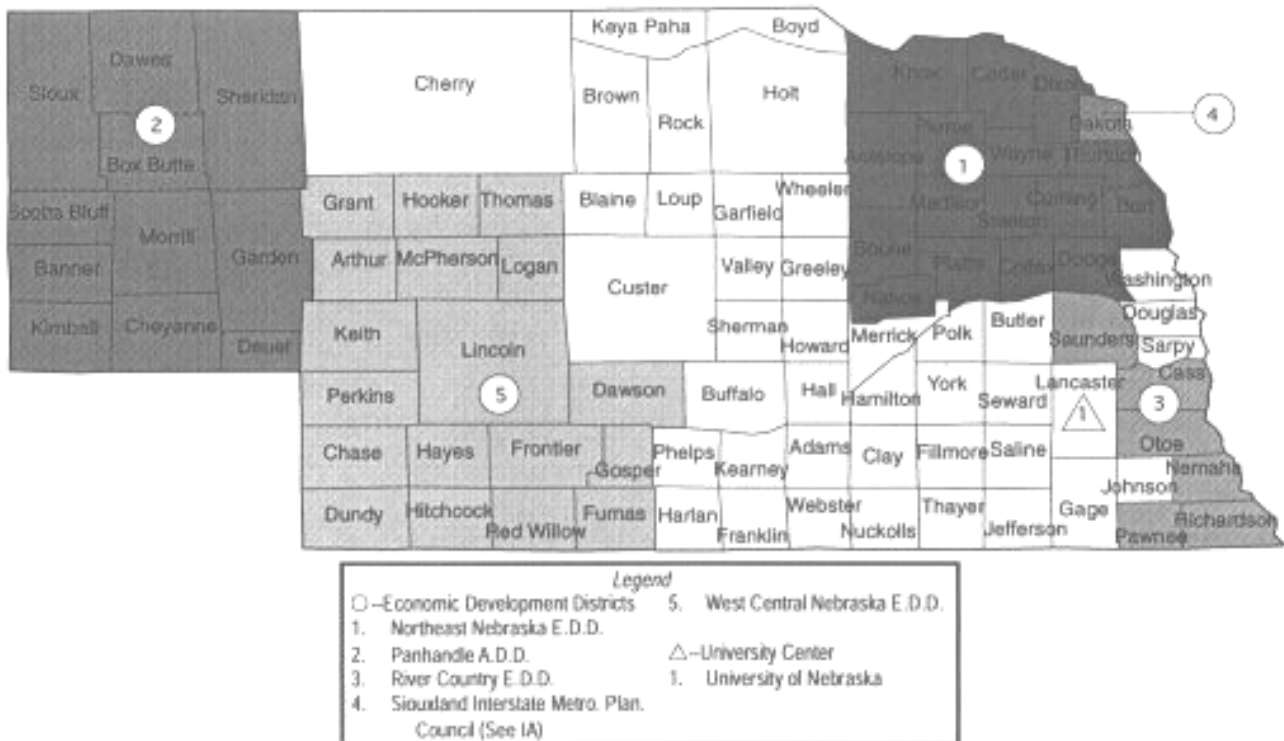 Keya Paha
Boyd
Dawes
Knox
Cedar
Dixon
Sioux
Sheridan
Cherry
Brown
Holt
Rock
Dakota
4
2
Pierce
Box Butte
Antelope
1
Wayne
Thurston
Grant
Hooker
Thomas
Blaine
Loup
Garfield
Wheeler
Madison
Stanton
Cuming
Burt
Scotts Bluff
Morrill
Garden
Banner
Arthur
McPherson
Logan
Custer
Valley
Greeley
Boone
Platte
Colfax
Dodge
Washington
Nance
Kimball
Cheyenne
Deuel
Keith
Lincoln
Sherman
Howard
Merrick
Polk
Butler
Saunders
Douglas
Sarpy
Perkins
5
Dawson
Buffalo
Hall
Hamilton
York
Seward
Lancaster
1
Cass
3
Chase
Hayes
Frontier
Gosper
Phelps
Kearney
Adams
Clay
Fillmore
Saline
Otoe
Dundy
Hitchcock
Red Willow
Furnas
Harlan
Franklin
Webster
Nuckolls
Thayer
Jefferson
Gage
Johnson
Nemaha
Pawnee
Richardson
Legend
○--Economic Development Districts
1. Northeast Nebraska E.D.D.
2. Panhandle A.D.D.
3. River Country E.D.D.
4. Siouxland Interstate Metro. Plan.
Council (See IA)
5. West Central Nebraska E.D.D.
△--University Center
1. University of Nebraska